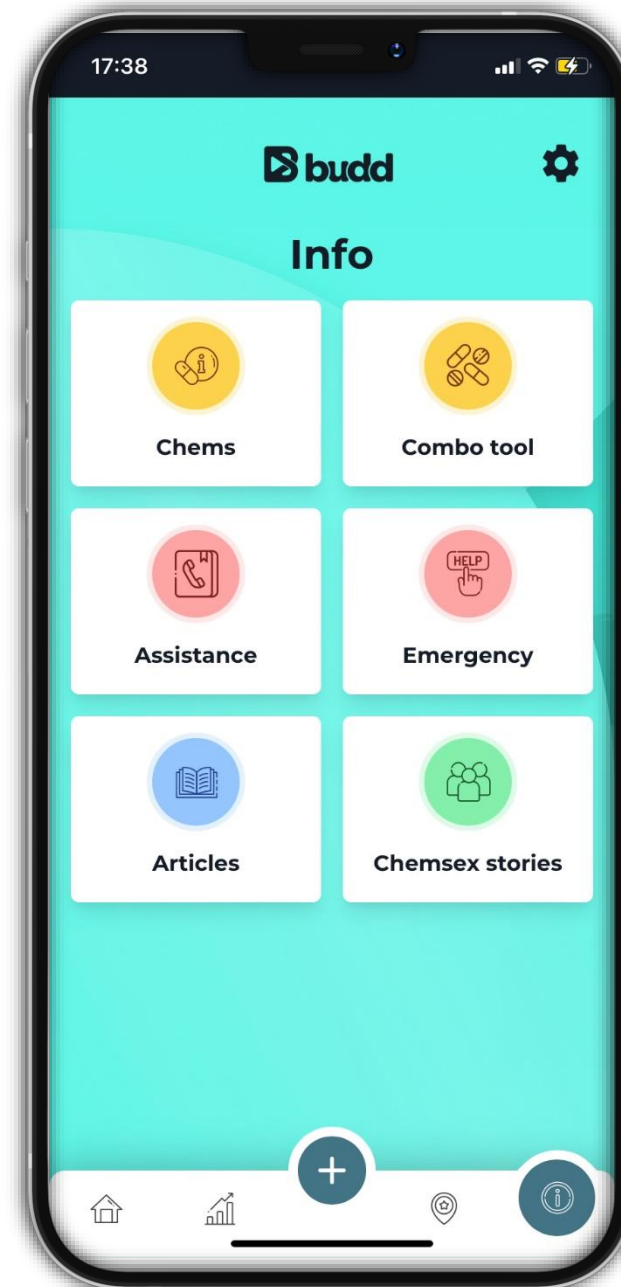 17:38
budd
Info
Chems
Combo tool
Assistance
HELP
Emergency
Articles
Chemsex stories